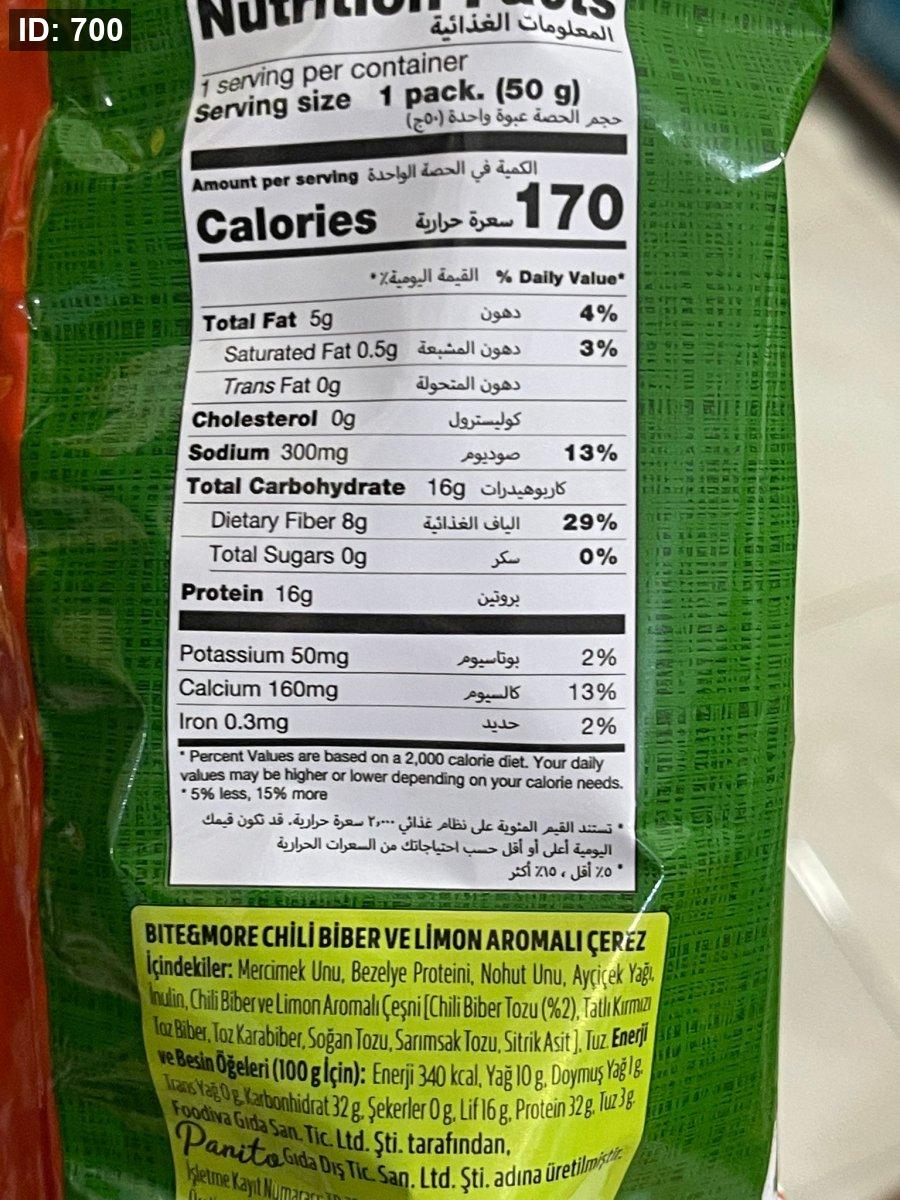 ID: 700
Nutrition Facts
المعلومات الغذائية
1 serving per container
Serving size 1 pack. (50 g)
حجم الحصة عبوة واحدة (٥٠ج)
Amount per serving الكمية في الحصة الواحدة
Calories سعرة حرارية 170
القيمة اليومية٪* % Daily Value*
Total Fat 5g دهون 4%
Saturated Fat 0.5g دهون المشبعة 3%
Trans Fat 0g دهون المتحولة
Cholesterol 0g كوليسترول
Sodium 300mg صوديوم 13%
Total Carbohydrate 16g كاربوهيدرات
Dietary Fiber 8g الياف الغذائية 29%
Total Sugars 0g سكر 0%
Protein 16g بروتين
Potassium 50mg بوتاسيوم 2%
Calcium 160mg كالسيوم 13%
Iron 0.3mg حديد 2%
* Percent Values are based on a 2,000 calorie diet. Your daily
values may be higher or lower depending on your calorie needs.
* 5% less, 15% more
* تستند القيم المئوية على نظام غذائي ٢,٠٠٠ سعرة حرارية. قد تكون قيمك
اليومية أعلى أو أقل حسب احتياجاتك من السعرات الحرارية
* ٥٪ أقل ، ١٥٪ أكثر
BITE&MORE CHİLİ BİBER VE LİMON AROMALI ÇEREZ
İçindekiler: Mercimek Unu, Bezelye Proteini, Nohut Unu, Ayçiçek Yağı,
İnulin, Chili Biber ve Limon Aromalı Çeşni [Chili Biber Tozu (%2), Tatlı Kırmızı
Toz Biber, Toz Karabiber, Soğan Tozu, Sarımsak Tozu, Sitrik Asit], Tuz. Enerji
ve Besin Öğeleri (100 g İçin): Enerji 340 kcal, Yağ 10 g, Doymuş Yağ 1 g,
Trans Yağ 0 g, Karbonhidrat 32 g, Şekerler 0 g, Lif 16 g, Protein 32 g, Tuz 3 g.
Foodiva Gıda San. Tic. Ltd. Şti. tarafından,
Panito Gıda Dış Tic. San. Ltd. Şti. adına üretilmiştir.
İşletme Kayıt